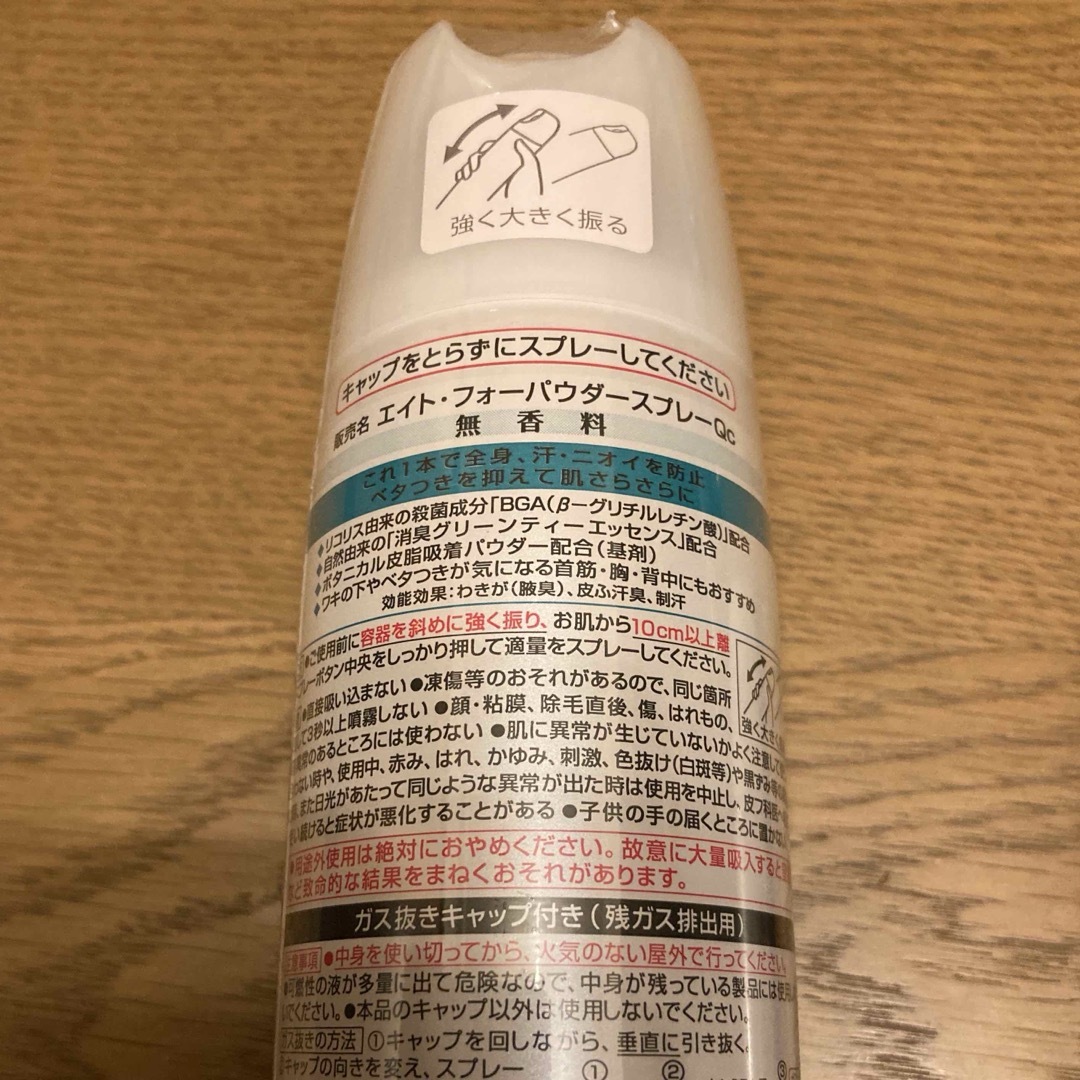 強く大きく振る
キャップをとらずにスプレーしてください
販売名 エイト・フォーパウダースプレーQc
無香料
これ1本で全身、汗・ニオイを防止
ベタつきを抑えて肌さらさらに
◆リコリス由来の殺菌成分「BGA(β-グリチルレチン酸)」配合
◆自然由来の「消臭グリーンティーエッセンス」配合
◆ボタニカル皮脂吸着パウダー配合(基剤)
◆ワキの下やベタつきが気になる首筋・胸・背中にもおすすめ
効能効果:わきが(腋臭)、皮ふ汗臭、制汗
●ご使用前に容器を斜めに強く振り、お肌から10cm以上離
レーボタン中央をしっかり押して適量をスプレーしてください。
強く大き
●直接吸い込まない ●凍傷等のおそれがあるので、同じ箇所
て3秒以上噴霧しない ●顔・粘膜、除毛直後、傷、はれもの、
異常のあるところには使わない ●肌に異常が生じていないかよく注意して
ない時や、使用中、赤み、はれ、かゆみ、刺激、色抜け(白斑等)や黒ずみ
、また日光があたって同じような異常が出た時は使用を中止し、皮フ科医
い続けると症状が悪化することがある ●子供の手の届くところに置かない
●用途外使用は絶対におやめください。故意に大量吸入すると
ど致命的な結果をまねくおそれがあります。
ガス抜きキャップ付き(残ガス排出用)
注意事項 ●中身を使い切ってから、火気のない屋外で行ってください。
●可燃性の液が多量に出て危険なので、中身が残っている製品には使用
でください。●本品のキャップ以外は使用しないでください。
ガス抜きの方法 ①キャップを回しながら、垂直に引き抜く。
キャップの向きを変え、スプレー
① ② ③